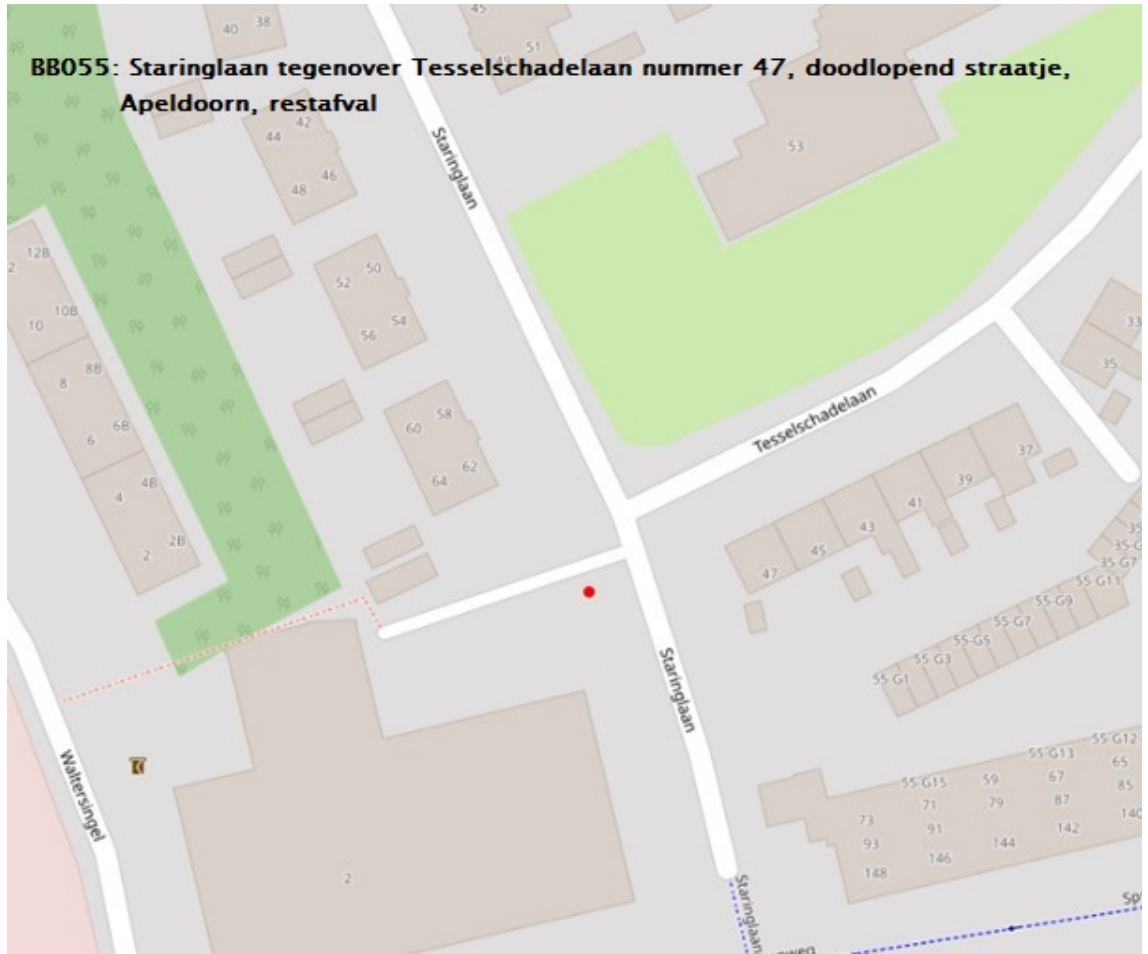 40 38
45
49 51
BB055: Staringlaan tegenover Tesselschadelaan nummer 47, doodlopend straatje,
Apeldoorn, restafval
44 42
48 46
53
Staringlaan
2 12B
10 10B
8 8B
6 6B
4 4B
2 2B
52 50
56 54
60 58
64 62
33
35
Tesselschadelaan
37
39
41
43
45
47
35-G7
55-G11
55-G9
55-G7
55-G5
55-G3
55-G1
Staringlaan
Waltersingel
2
55-G12
55-G13
55-G15
59 67 65
71 79 87 85
73 91 144 142 140
93 146
148
Staringlaan